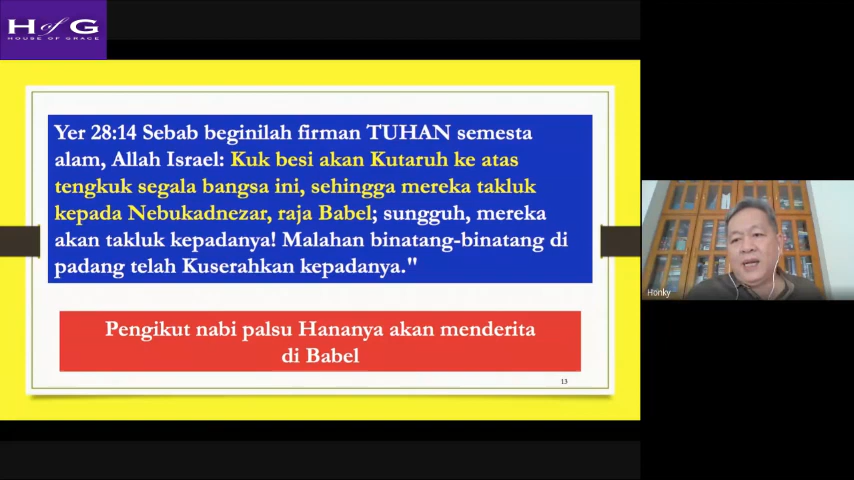 H of G
HOUSE OF GRACE
Yer 28:14 Sebab beginilah firman TUHAN semesta
alam, Allah Israel: Kuk besi akan Kutaruh ke atas
tengkuk segala bangsa ini, sehingga mereka takluk
kepada Nebukadnezar, raja Babel; sungguh, mereka
akan takluk kepadanya! Malahan binatang-binatang di
padang telah Kuserahkan kepadanya."
Pengikut nabi palsu Hananya akan menderita
di Babel
13
Honky